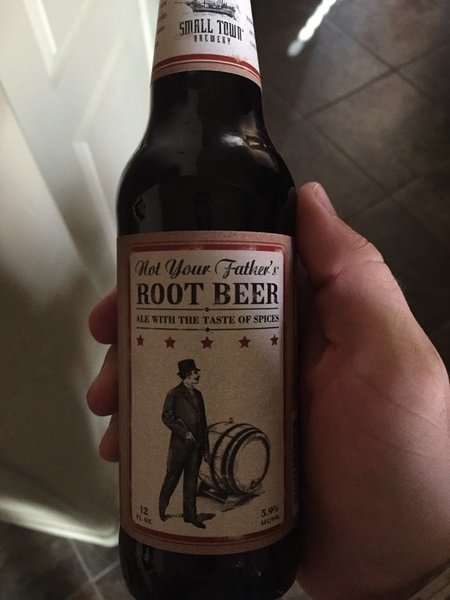 SMALL TOWN
BREWERY
Not Your Father's
ROOT BEER
ALE WITH THE TASTE OF SPICES
12
FL. OZ.
5.9%
ALC/VOL